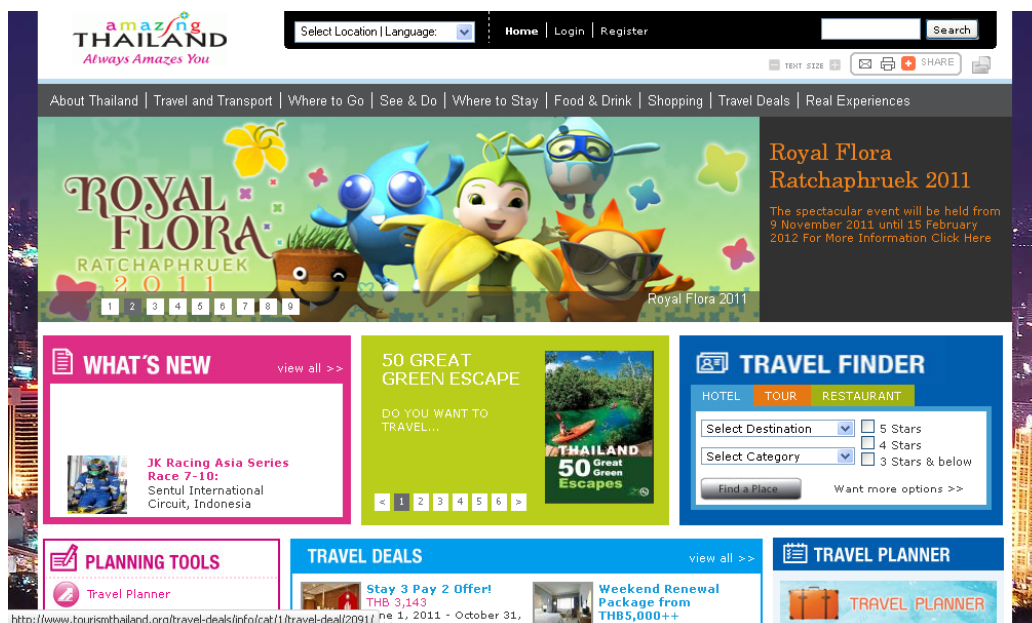 amazing
THAILAND
Always Amazes You
Select Location | Language:
Home | Login | Register
Search
TEXT SIZE
SHARE
About Thailand | Travel and Transport | Where to Go | See & Do | Where to Stay | Food & Drink | Shopping | Travel Deals | Real Experiences
ROYAL
FLORA
RATCHAPHRUEK
2011
1 2 3 4 5 6 7 8 9
Royal Flora 2011
Royal Flora
Ratchaphruek 2011
The spectacular event will be held from
9 November 2011 until 15 February
2012 For More Information Click Here
WHAT'S NEW
view all >>
JK Racing Asia Series
Race 7-10:
Sentul International
Circuit, Indonesia
50 GREAT
GREEN ESCAPE
DO YOU WANT TO
TRAVEL...
THAILAND
50 Great
Green
Escapes
< 1 2 3 4 5 6 >
TRAVEL FINDER
HOTEL TOUR RESTAURANT
Select Destination
Select Category
5 Stars
4 Stars
3 Stars & below
Find a Place
Want more options >>
PLANNING TOOLS
Travel Planner
TRAVEL DEALS
view all >>
Stay 3 Pay 2 Offer!
THB 3,143
ne 1, 2011 - October 31,
Weekend Renewal
Package from
THB5,000++
TRAVEL PLANNER
TRAVEL PLANNER
http://www.tourismthailand.org/travel-deals/info/cat/1/travel-deal/2091/